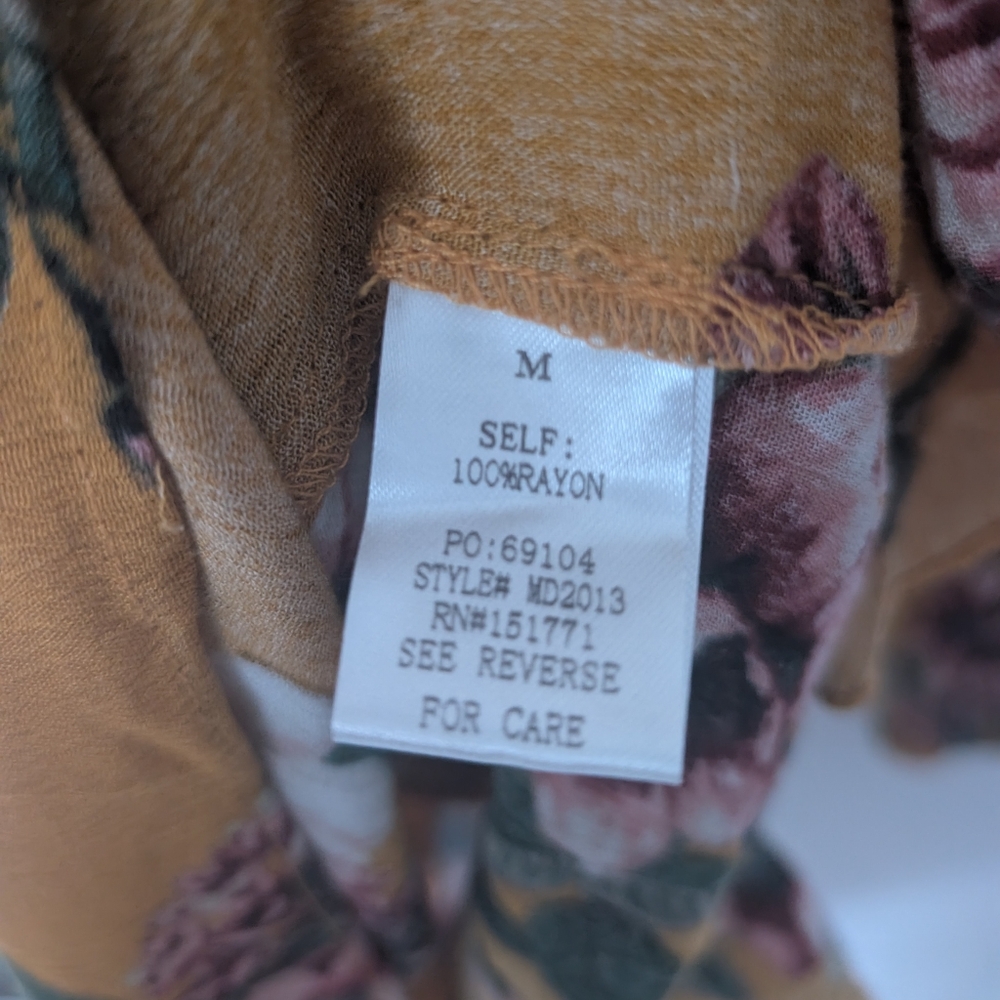 M
SELF:
100%RAYON
PO:69104
STYLE# MD2013
RN#151771
SEE REVERSE
FOR CARE